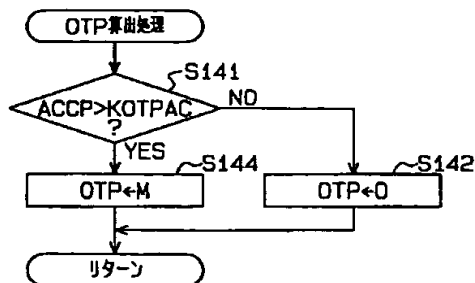 OTP算出処理
S141
ACCP>KOTPAC
?
NO
YES
S144
S142
OTP←M
OTP←0
リターン